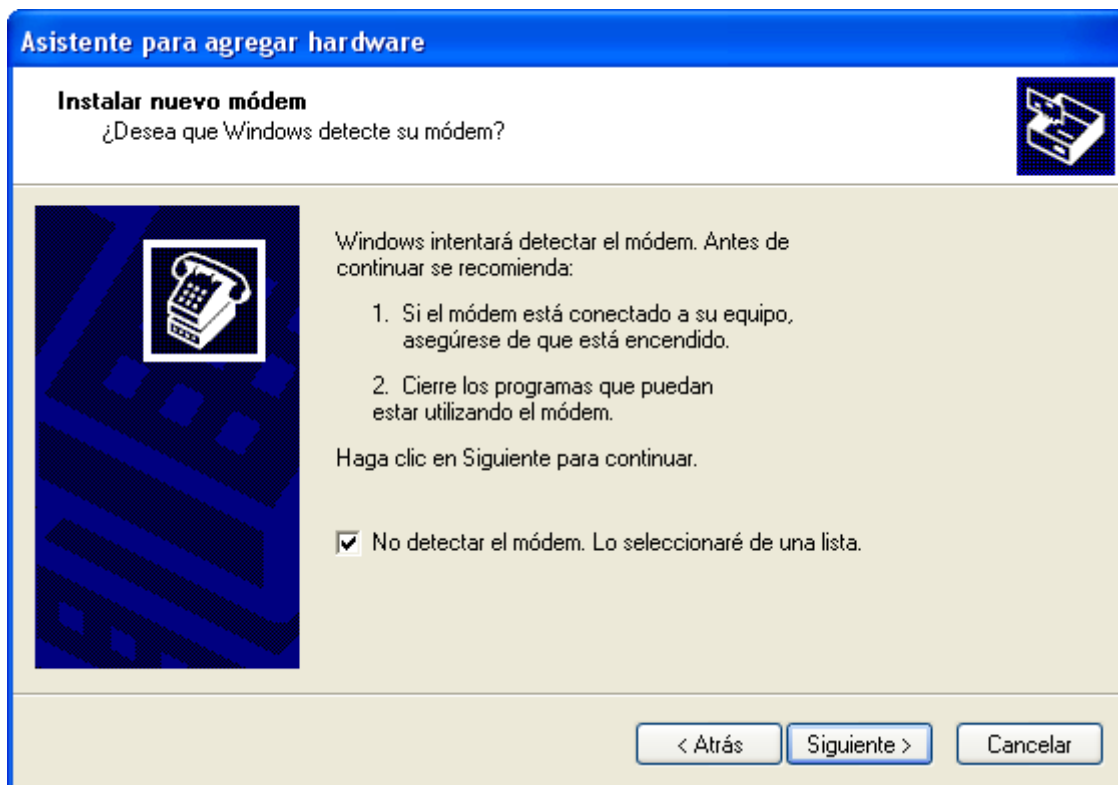 Asistente para agregar hardware
Instalar nuevo módem
¿Desea que Windows detecte su módem?
Windows intentará detectar el módem. Antes de
continuar se recomienda:
1. Si el módem está conectado a su equipo,
asegúrese de que está encendido.
2. Cierre los programas que puedan
estar utilizando el módem.
Haga clic en Siguiente para continuar.
No detectar el módem. Lo seleccionaré de una lista.
< Atrás
Siguiente >
Cancelar